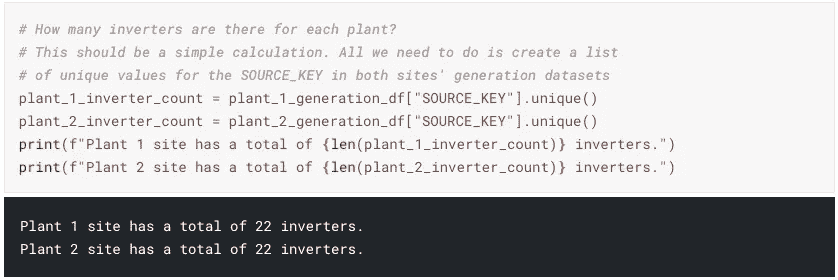 # How many inverters are there for each plant?
# This should be a simple calculation. All we need to do is create a list
# of unique values for the SOURCE_KEY in both sites' generation datasets
plant_1_inverter_count = plant_1_generation_df["SOURCE_KEY"].unique()
plant_2_inverter_count = plant_2_generation_df["SOURCE_KEY"].unique()
print(f"Plant 1 site has a total of {len(plant_1_inverter_count)} inverters.")
print(f"Plant 2 site has a total of {len(plant_2_inverter_count)} inverters.")
Plant 1 site has a total of 22 inverters.
Plant 2 site has a total of 22 inverters.